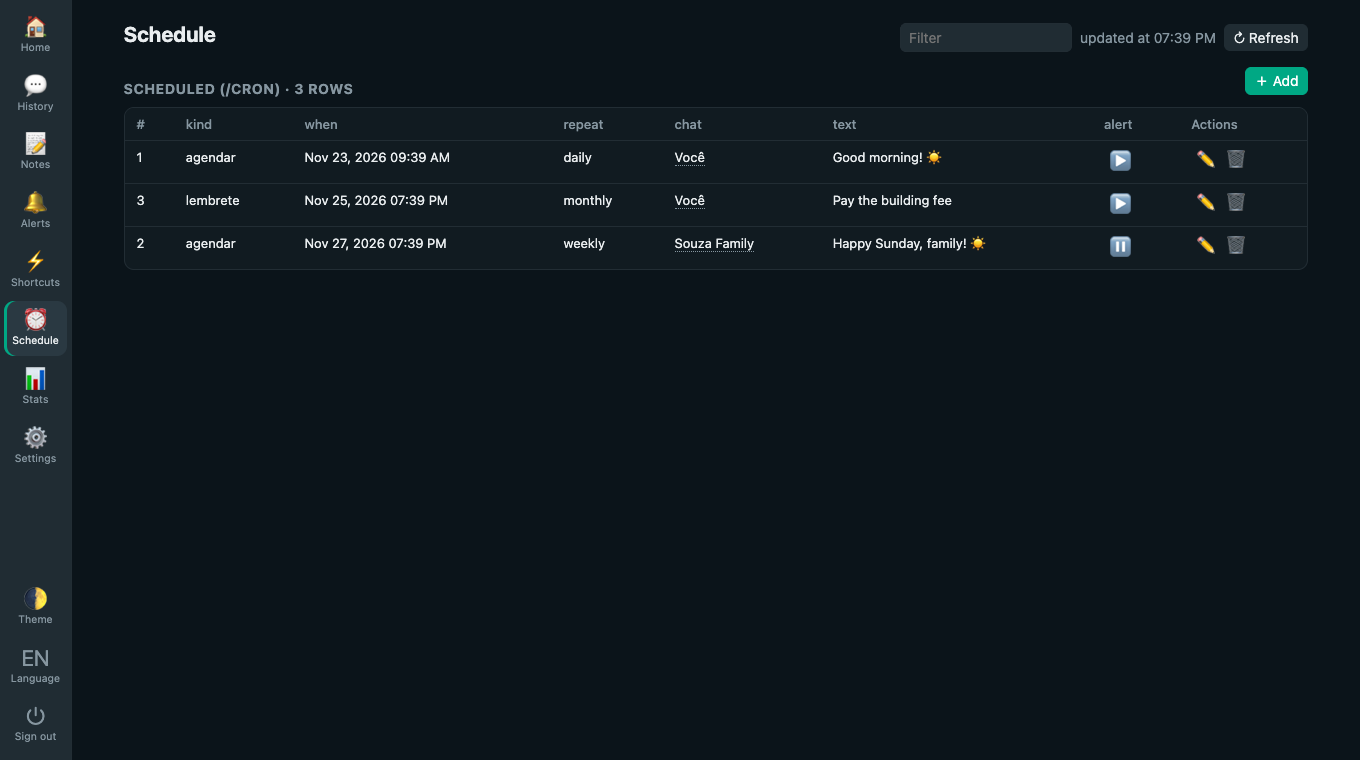 Home
History
Notes
Alerts
Shortcuts
Schedule
Stats
Settings
Theme
EN
Language
Sign out
Schedule
Filter
updated at 07:39 PM
Refresh
SCHEDULED (/CRON) · 3 ROWS
+ Add
# kind when repeat chat text alert Actions
1 agendar Nov 23, 2026 09:39 AM daily Você Good morning! ☀️
3 lembrete Nov 25, 2026 07:39 PM monthly Você Pay the building fee
2 agendar Nov 27, 2026 07:39 PM weekly Souza Family Happy Sunday, family! ☀️